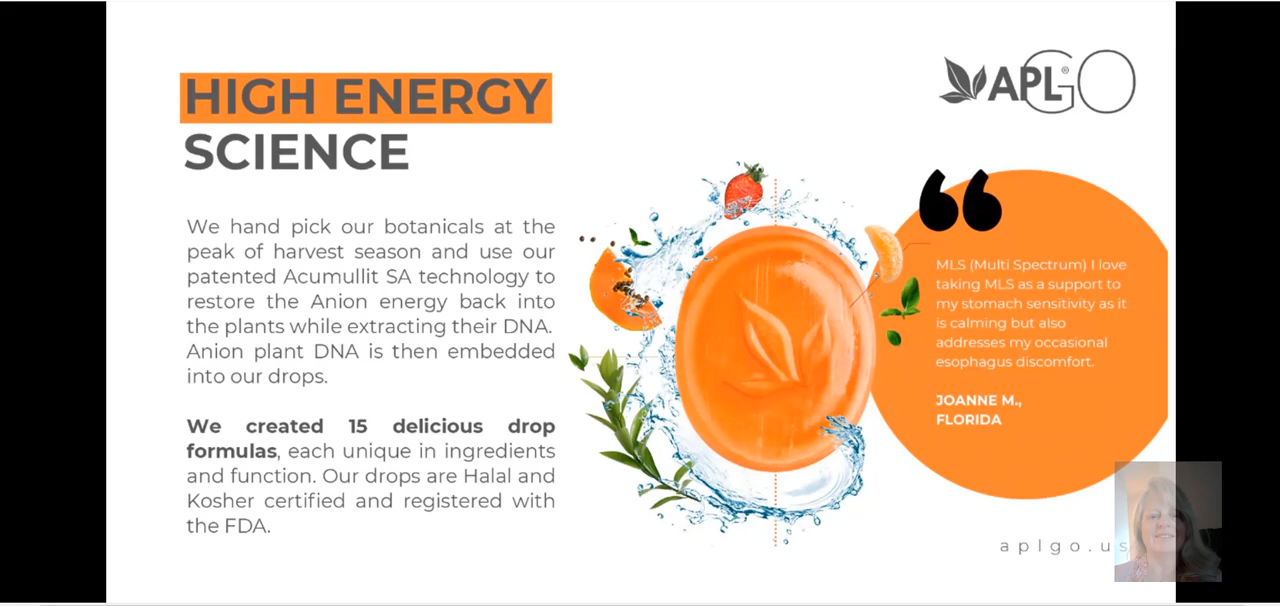 HIGH ENERGY
SCIENCE
APL® GO
We hand pick our botanicals at the
peak of harvest season and use our
patented Acumullit SA technology to
restore the Anion energy back into
the plants while extracting their DNA.
Anion plant DNA is then embedded
into our drops.
We created 15 delicious drop
formulas, each unique in ingredients
and function. Our drops are Halal and
Kosher certified and registered with
the FDA.
“
MLS (Multi Spectrum) I love
taking MLS as a support to
my stomach sensitivity as it
is calming but also
addresses my occasional
esophagus discomfort.
JOANNE M.,
FLORIDA
aplgo.us